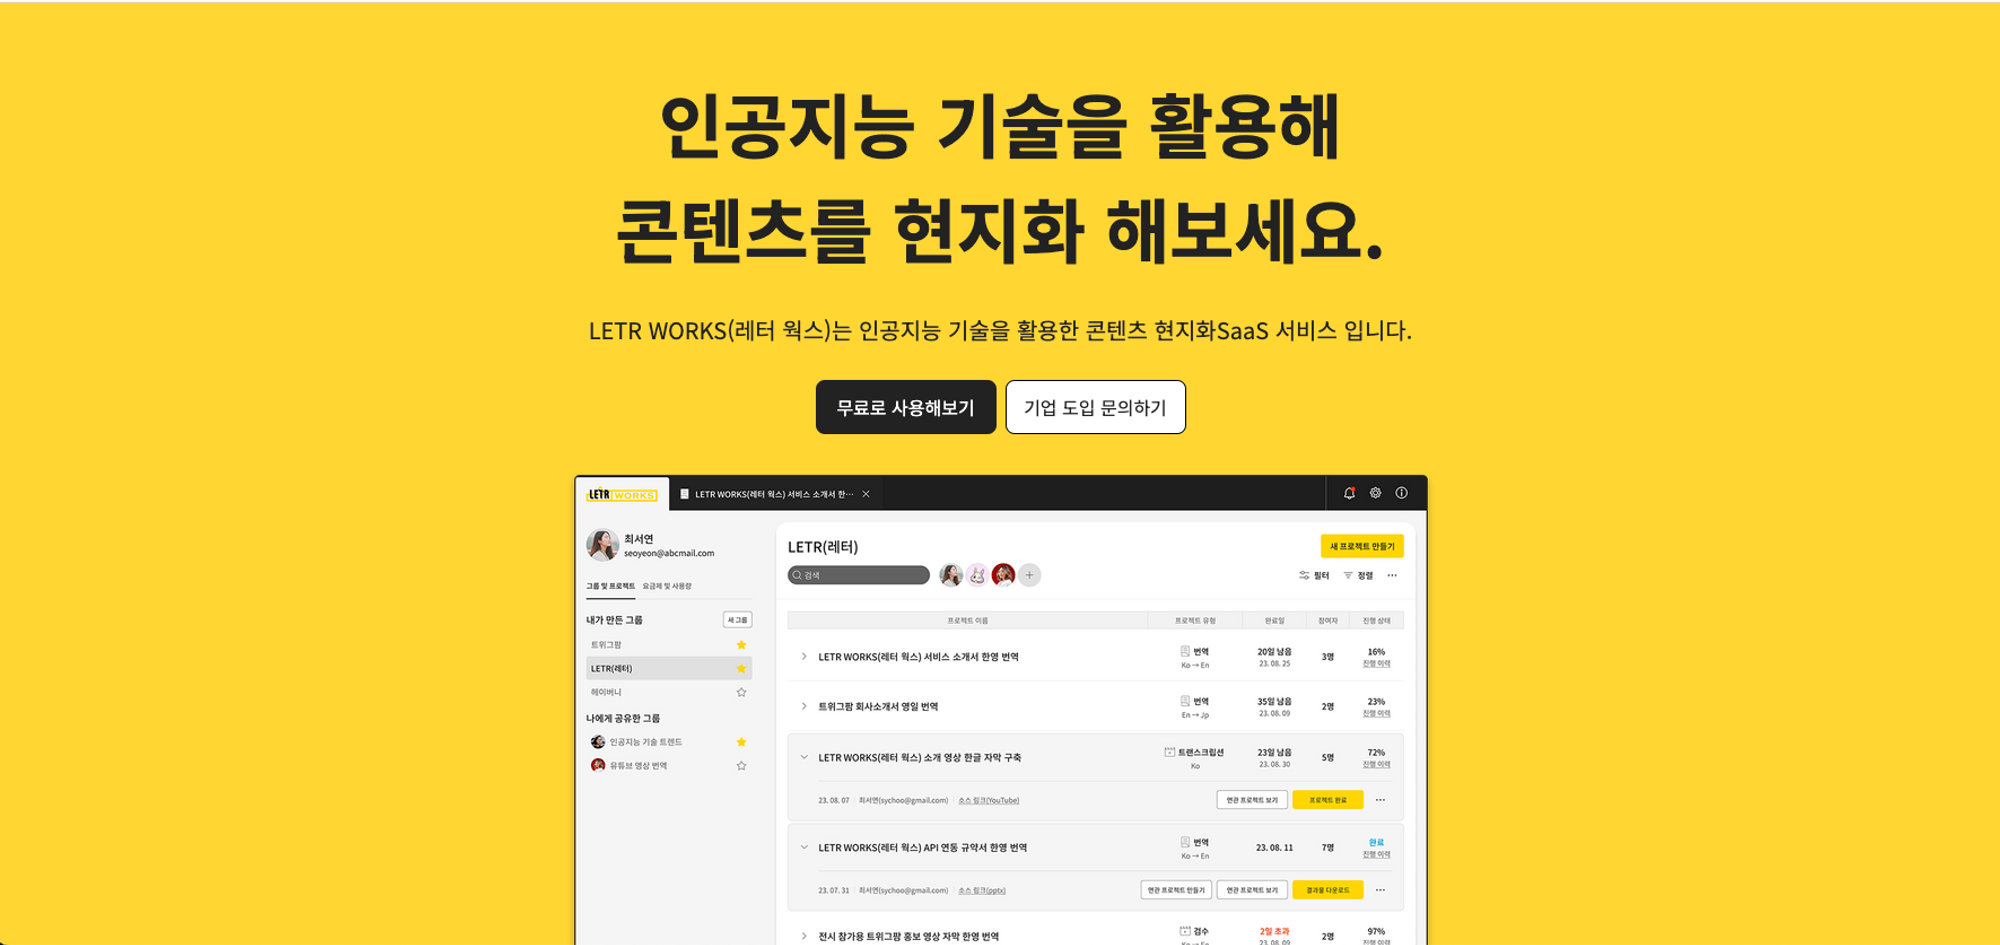 인공지능 기술을 활용해
콘텐츠를 현지화 해보세요.
LETR WORKS(레터 웍스)는 인공지능 기술을 활용한 콘텐츠 현지화SaaS 서비스 입니다.
무료로 사용해보기
기업 도입 문의하기
LETR WORKS
LETR WORKS(레터 웍스) 서비스 소개서 한…
최서연
seoyeon@abcmail.com
그룹 및 프로젝트 요금제 및 사용량
내가 만든 그룹 새 그룹
트위그팜
LETR(레터)
헤이버니
나에게 공유한 그룹
인공지능 기술 트렌드
유튜브 영상 번역
LETR(레터)
새 프로젝트 만들기
검색
필터 정렬
프로젝트 이름 프로젝트 유형 완료일 참여자 진행 상태
LETR WORKS(레터 웍스) 서비스 소개서 한영 번역
번역
Ko → En
20일 남음
23. 08. 25
3명
16%
진행 이력
트위그팜 회사소개서 영일 번역
번역
En → Jp
35일 남음
23. 08. 09
2명
23%
진행 이력
LETR WORKS(레터 웍스) 소개 영상 한글 자막 구축
트랜스크립션
Ko
23일 남음
23. 08. 30
5명
72%
진행 이력
23. 08. 07 최서연(sychoo@gmail.com) 소스 링크(YouTube)
연관 프로젝트 보기
프로젝트 완료
LETR WORKS(레터 웍스) API 연동 규약서 한영 번역
번역
Ko → En
23. 08. 11
7명
완료
진행 이력
23. 07. 31 최서연(sychoo@gmail.com) 소스 링크(pptx)
연관 프로젝트 만들기
연관 프로젝트 보기
결과물 다운로드
전시 참가용 트위그팜 홍보 영상 자막 한영 번역
검수
Ko → En
2일 초과
23. 08. 09
2명
97%
진행 이력